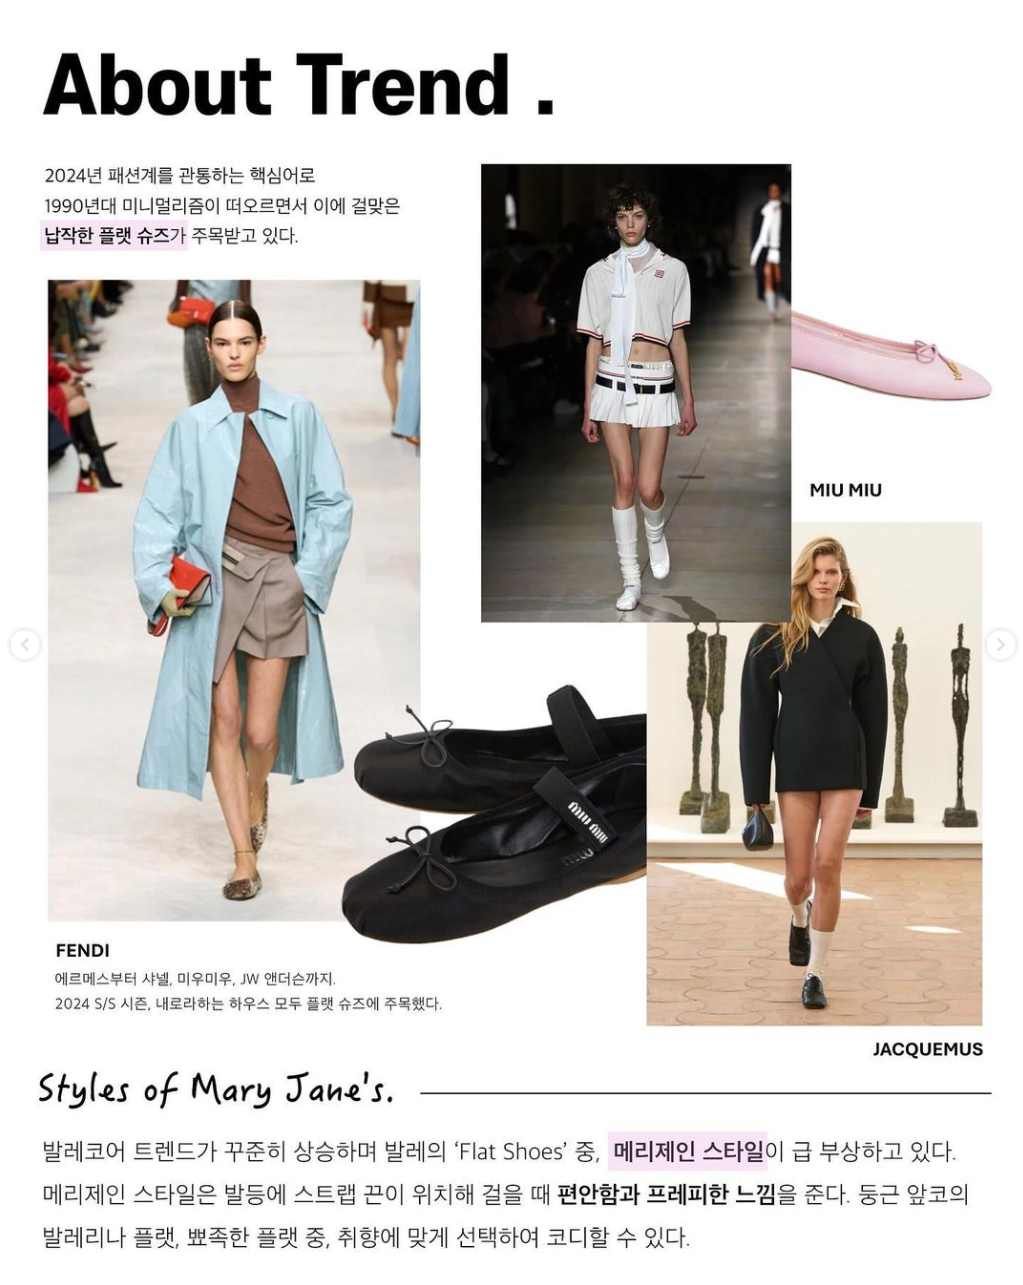 About Trend .
2024년 패션계를 관통하는 핵심어로
1990년대 미니멀리즘이 떠오르면서 이에 걸맞은
납작한 플랫 슈즈가 주목받고 있다.
MIU MIU
miu miu
FENDI
에르메스부터 샤넬, 미우미우, JW 앤더슨까지.
2024 S/S 시즌, 내로라하는 하우스 모두 플랫 슈즈에 주목했다.
JACQUEMUS
Styles of Mary Jane's.
발레코어 트렌드가 꾸준히 상승하며 발레의 ‘Flat Shoes’ 중, 메리제인 스타일이 급 부상하고 있다.
메리제인 스타일은 발등에 스트랩 끈이 위치해 걸을 때 편안함과 프레피한 느낌을 준다. 둥근 앞코의
발레리나 플랫, 뾰족한 플랫 중, 취향에 맞게 선택하여 코디할 수 있다.